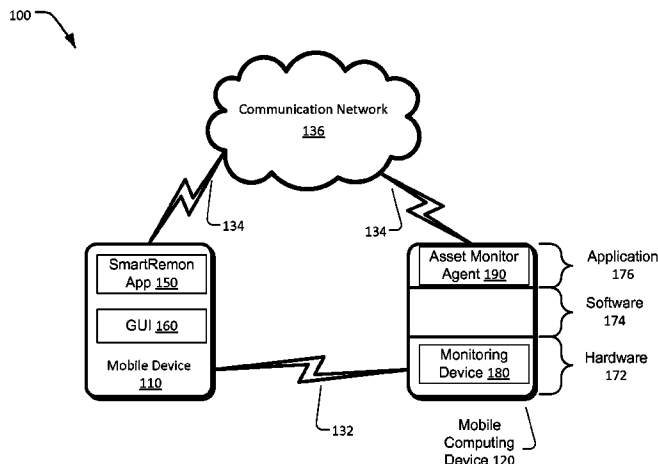 100
Communication Network
136
134
134
SmartRemon
App 150
GUI 160
Mobile Device
110
Asset Monitor
Agent 190
Monitoring
Device 180
Application
176
Software
174
Hardware
172
132
Mobile
Computing
Device 120